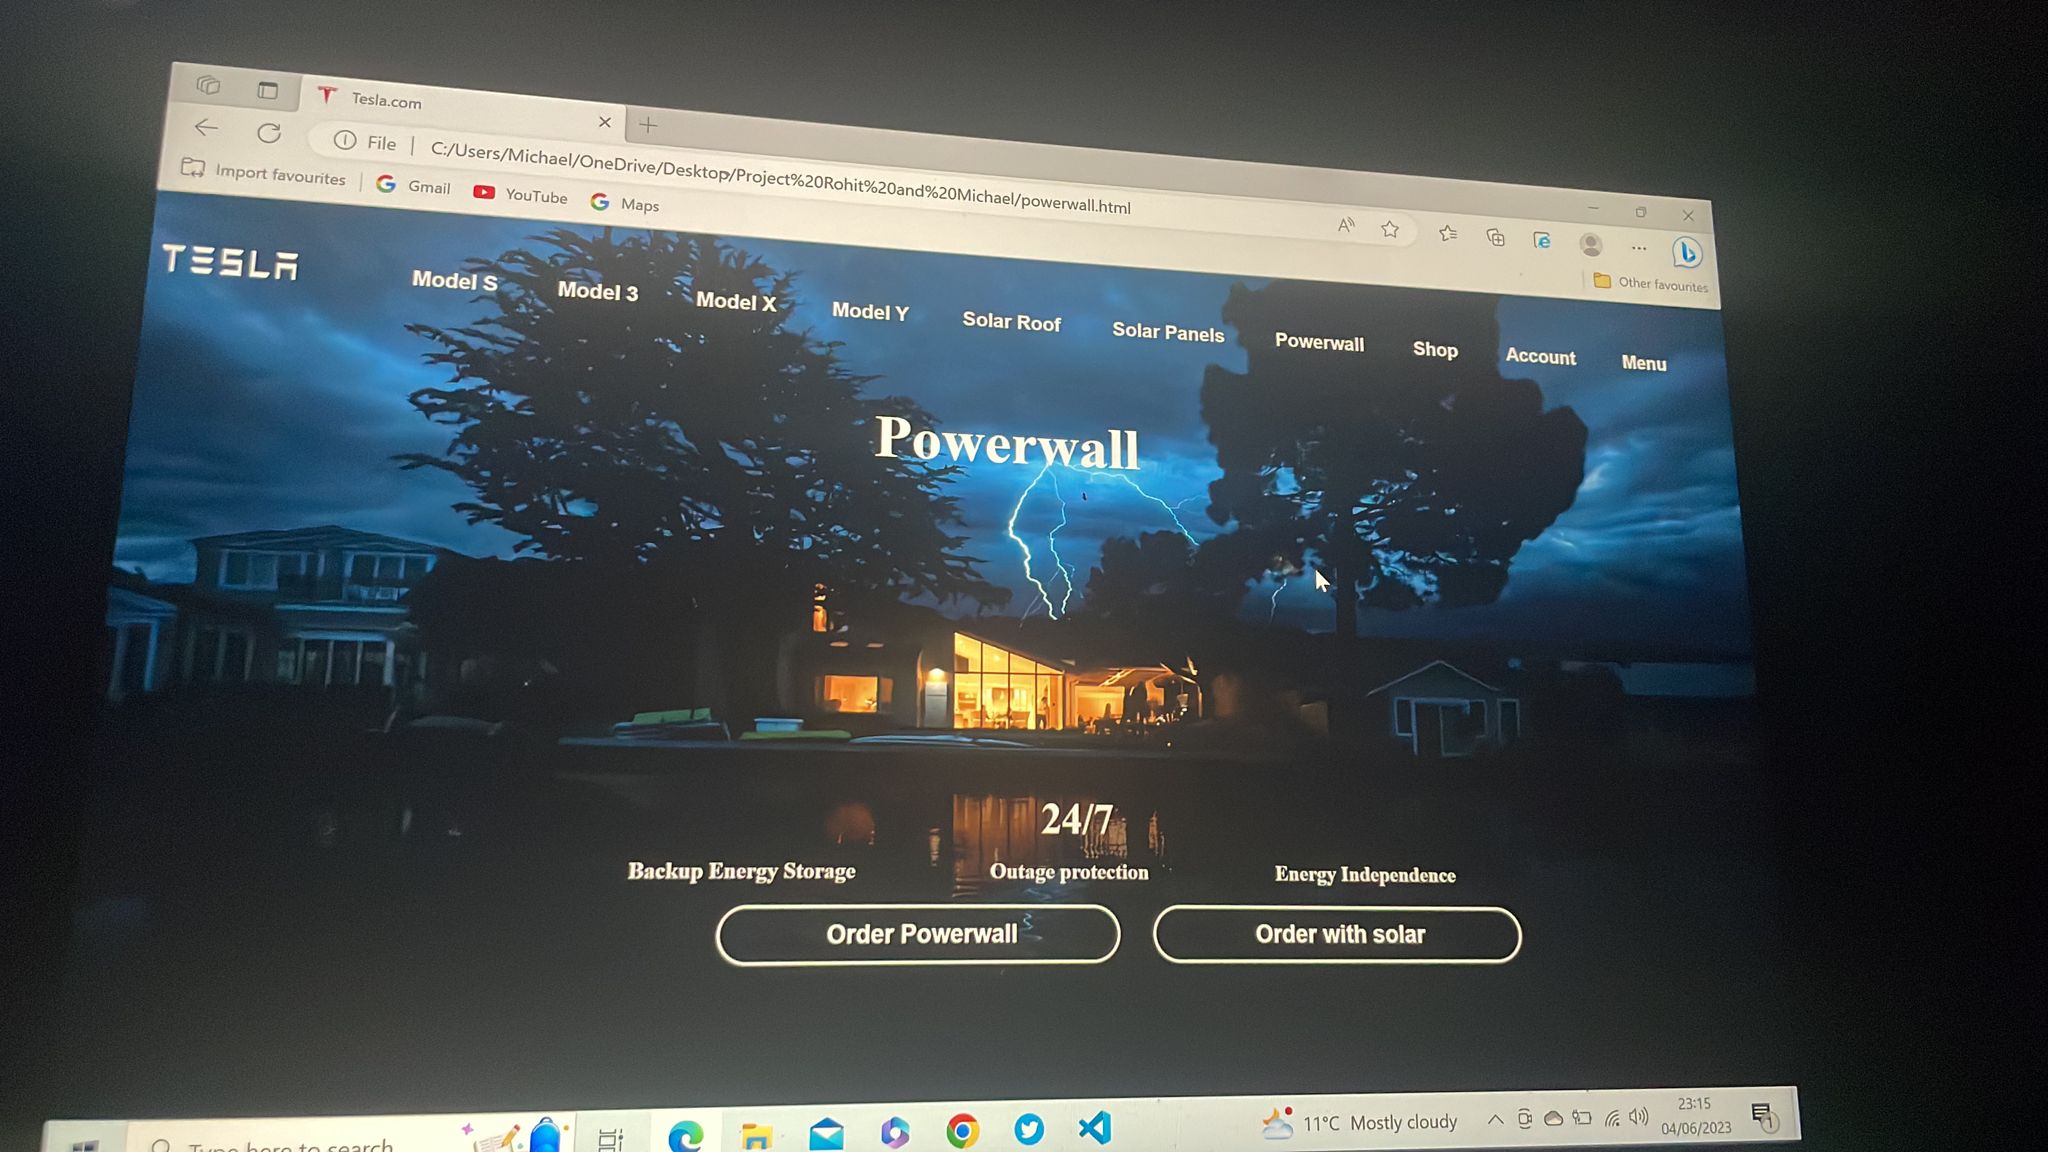 Tesla.com
File | C:/Users/Michael/OneDrive/Desktop/Project%20Rohit%20and%20Michael/powerwall.html
Import favourites | Gmail YouTube Maps
Other favourites
TESLA Model S Model 3 Model X Model Y Solar Roof Solar Panels Powerwall Shop Account Menu
Powerwall
24/7
Backup Energy Storage Outage protection Energy Independence
Order Powerwall Order with solar
Type here to search
11°C Mostly cloudy
23:15
04/06/2023
1